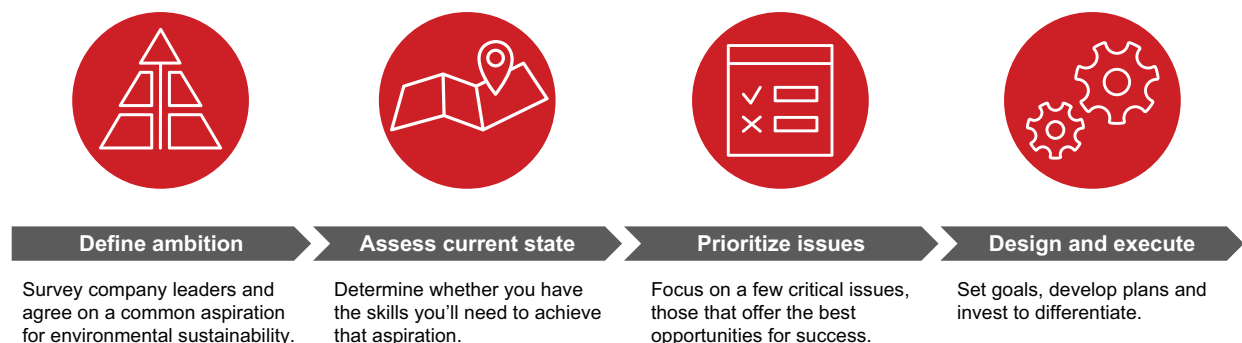 Define ambition
Survey company leaders and
agree on a common aspiration
for environmental sustainability.
Assess current state
Determine whether you have
the skills you'll need to achieve
that aspiration.
Prioritize issues
Focus on a few critical issues,
those that offer the best
opportunities for success.
Design and execute
Set goals, develop plans and
invest to differentiate.